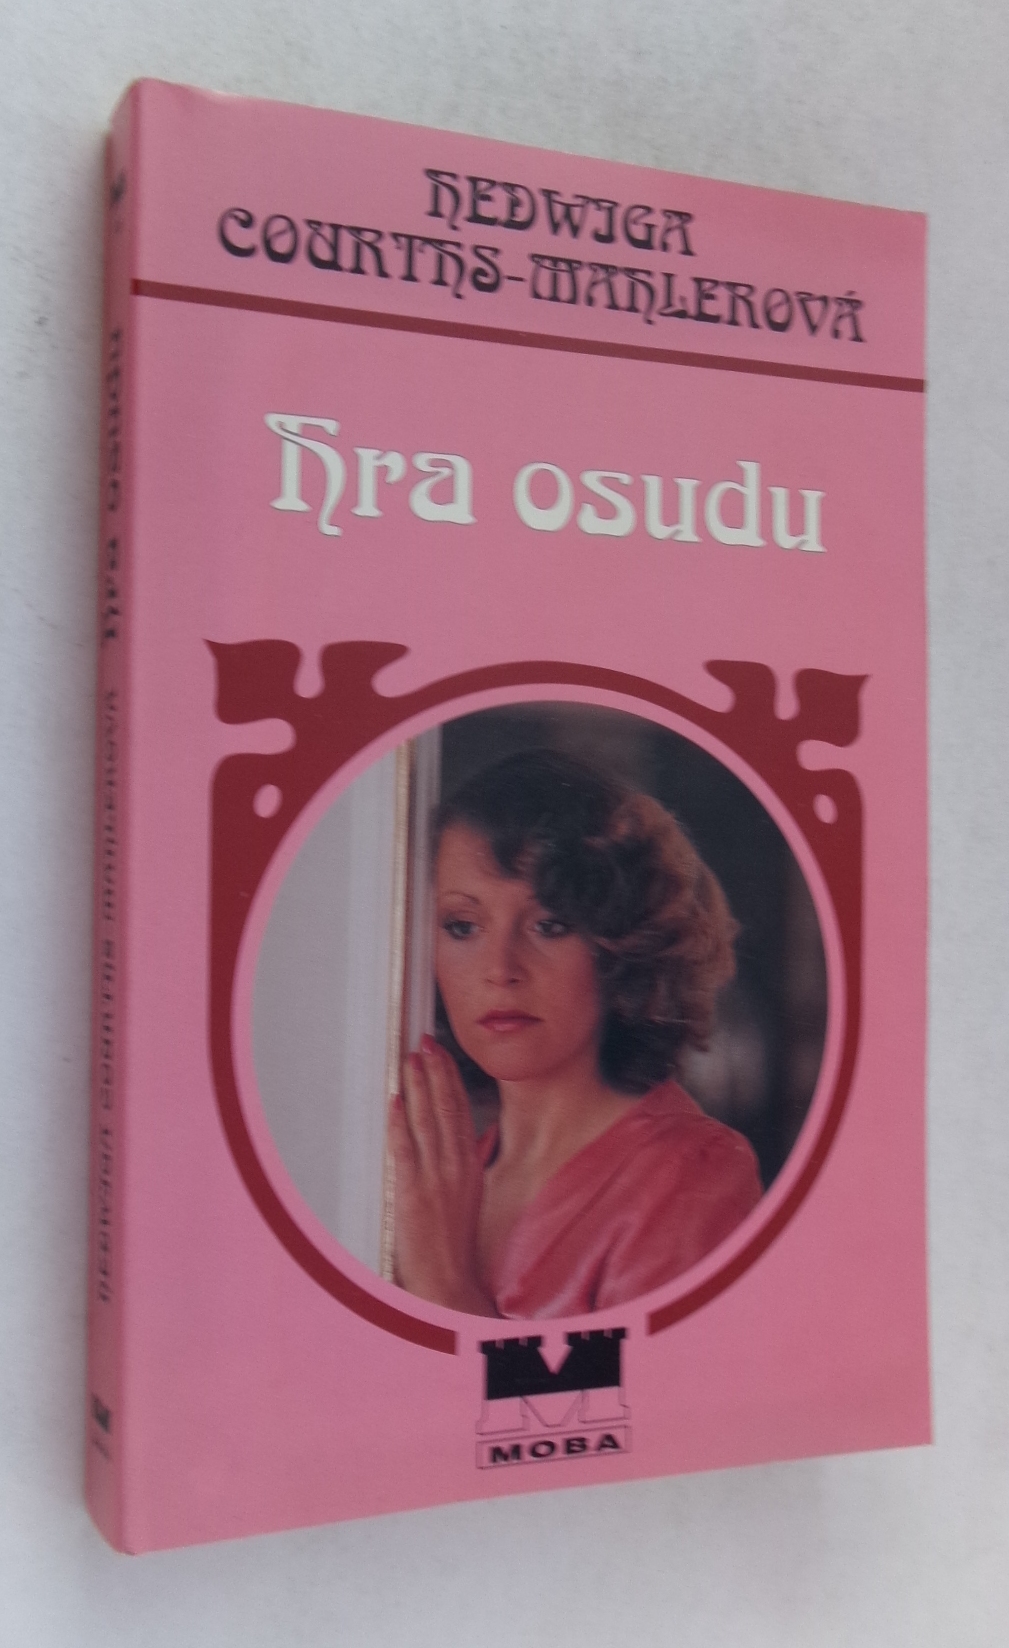 HEDWIGA
COURTHS-MAHLEROVÁ
hra osudu
MOBA